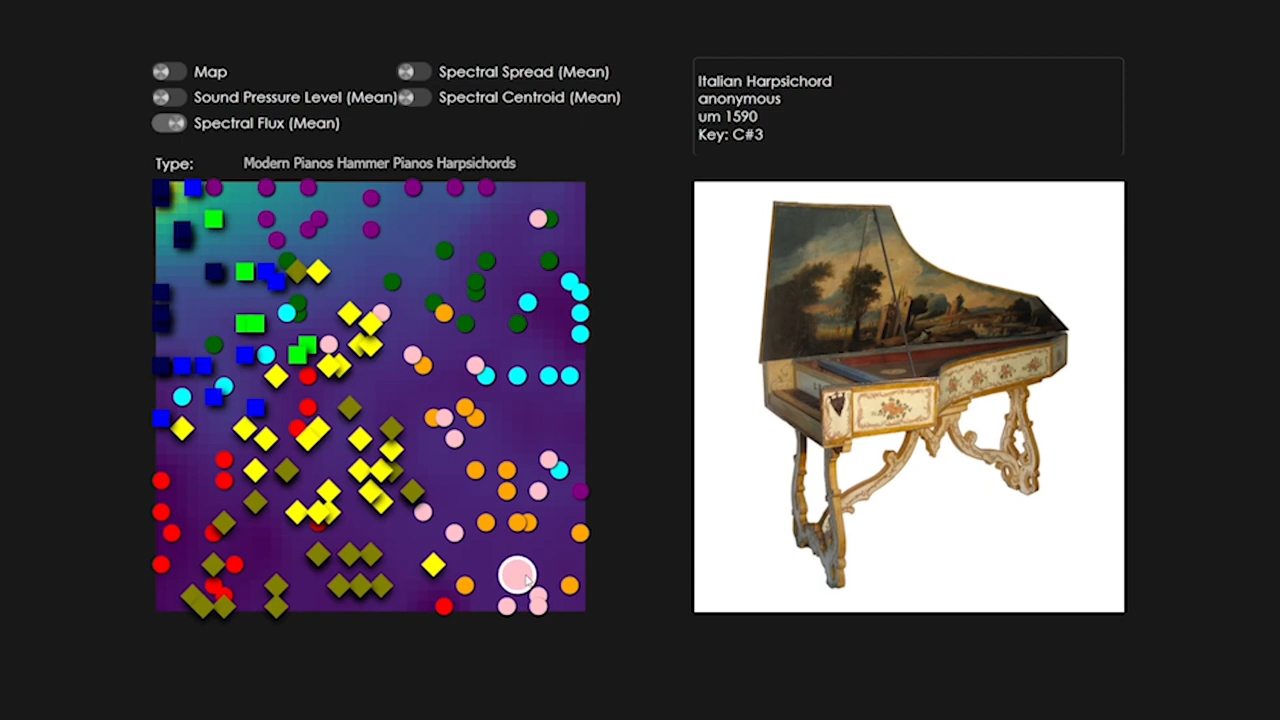 Map
Spectral Spread (Mean)
Sound Pressure Level (Mean)
Spectral Centroid (Mean)
Spectral Flux (Mean)
Type: Modern Pianos Hammer Pianos Harpsichords
Italian Harpsichord
anonymous
um 1590
Key: C#3